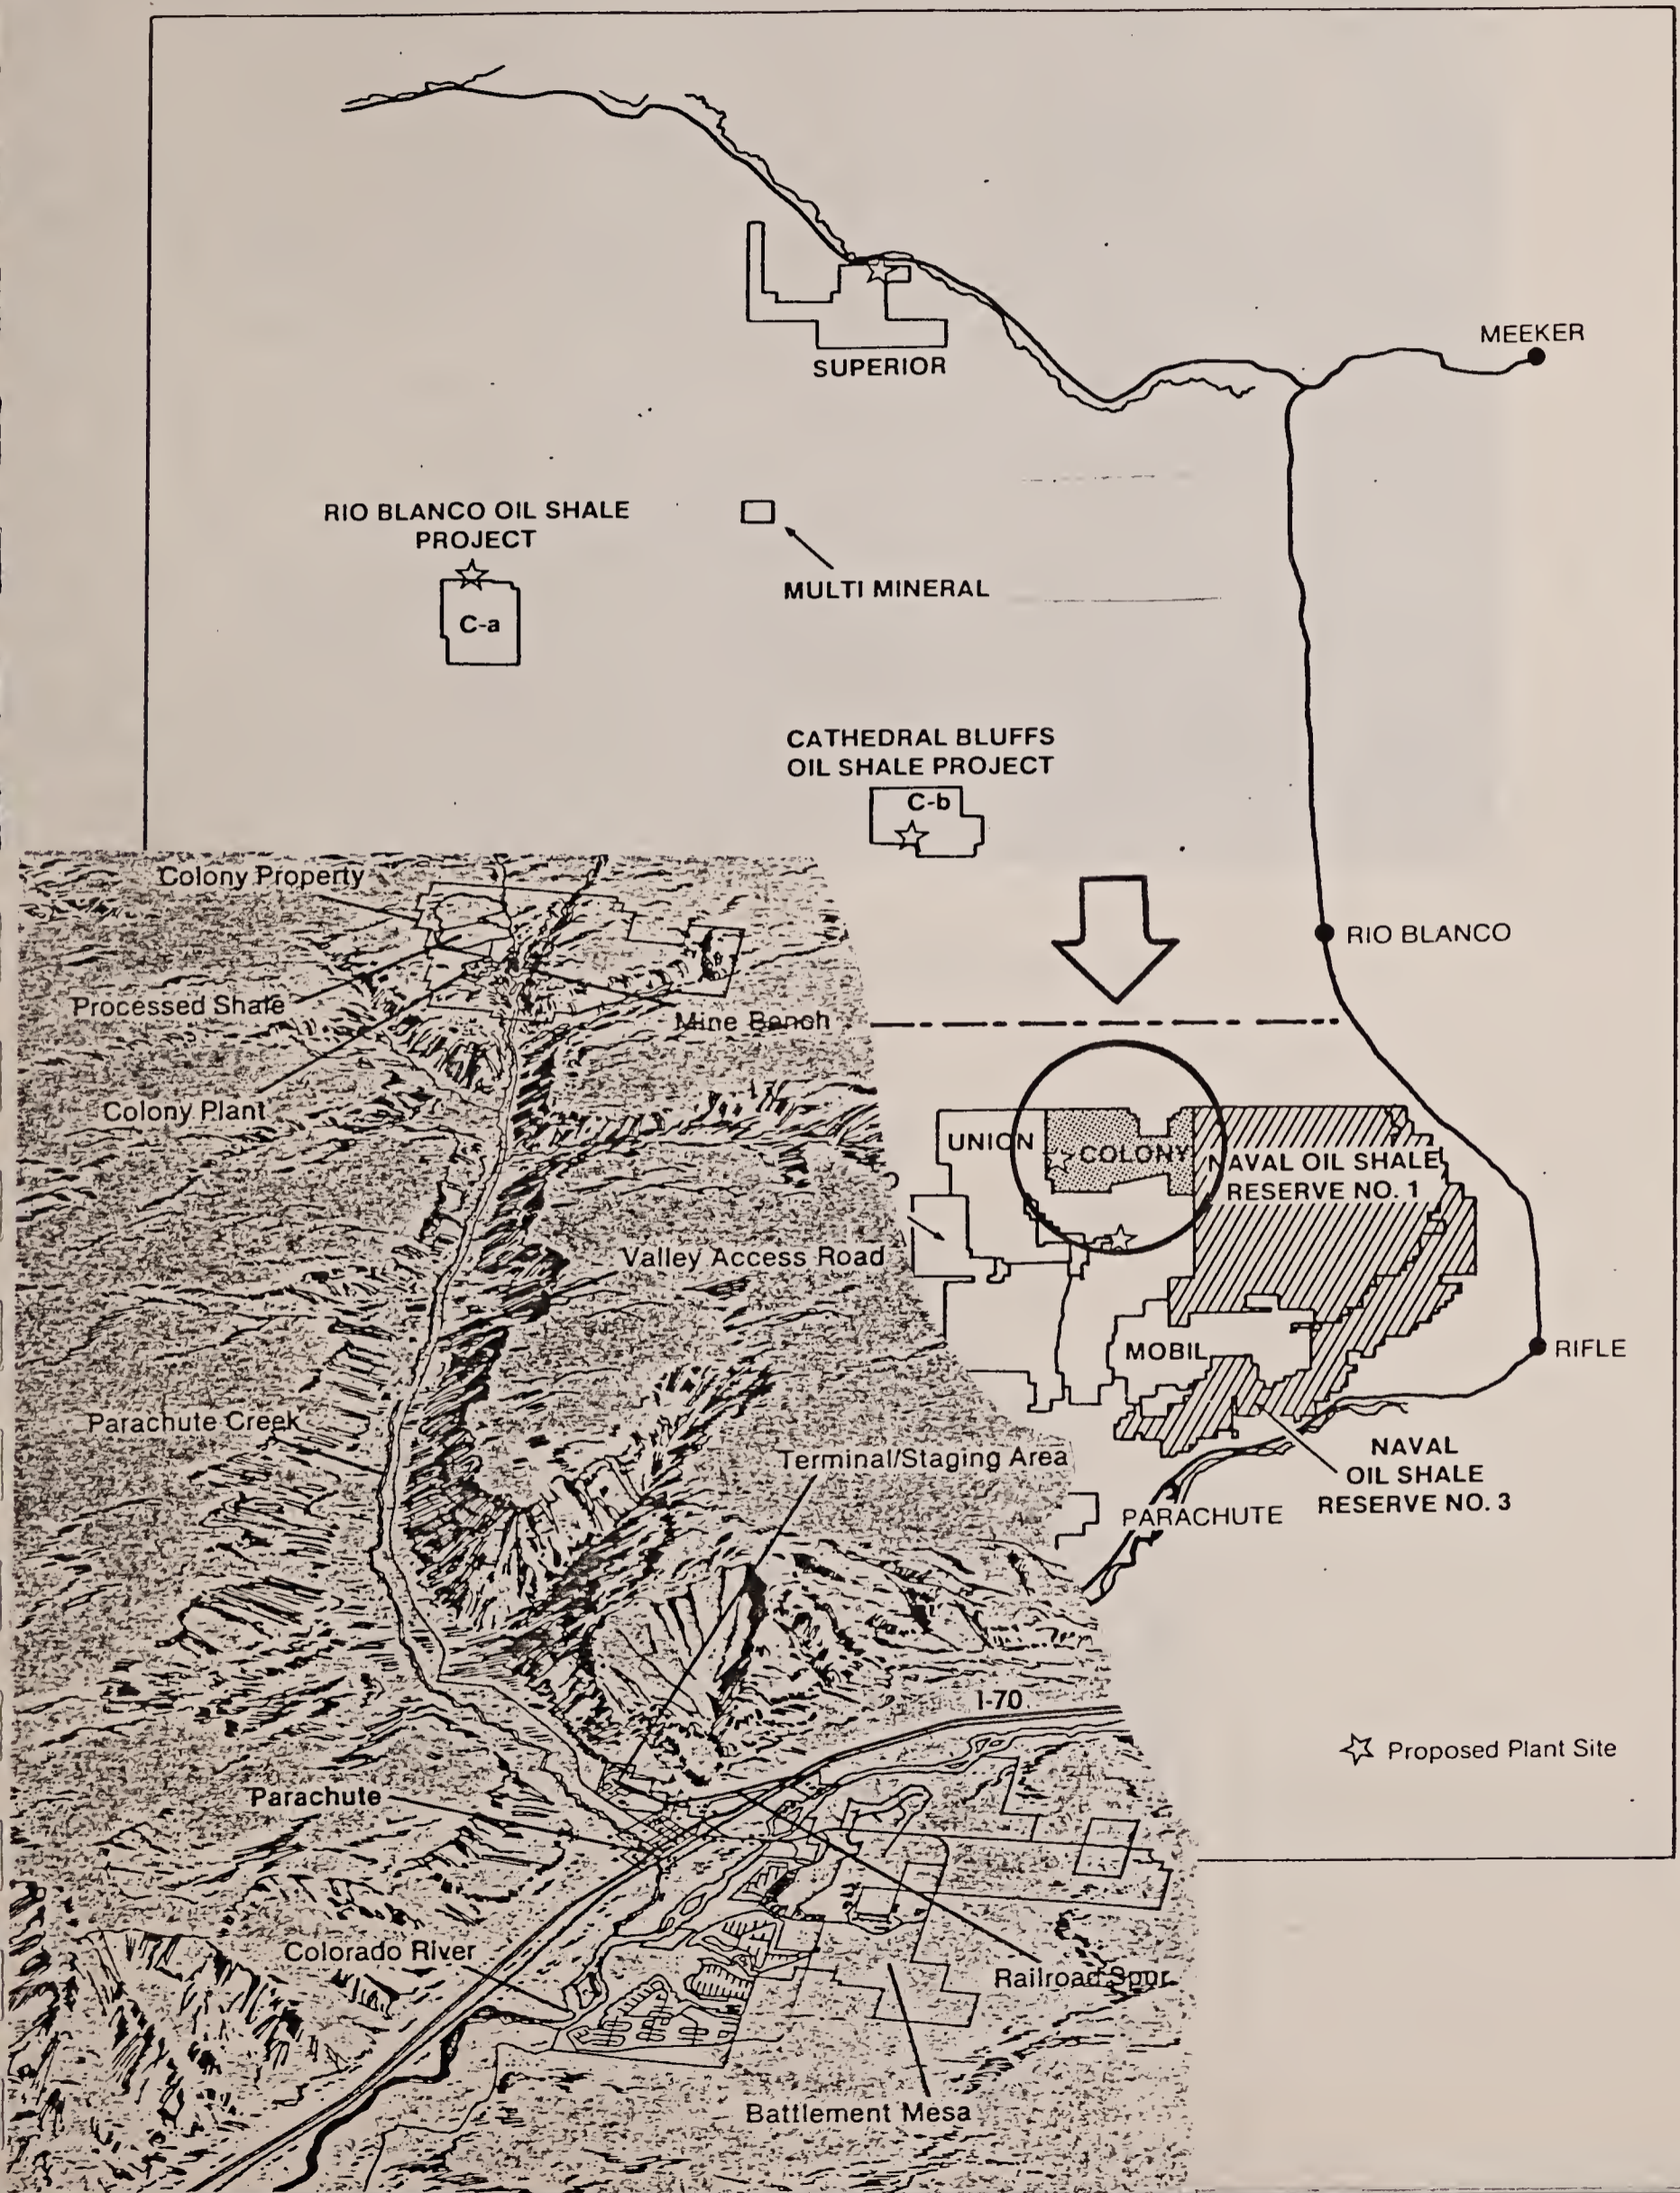 MEEKER
SUPERIOR
RIO BLANCO OIL SHALE
PROJECT
C-a
MULTI MINERAL
CATHEDRAL BLUFFS
OIL SHALE PROJECT
C-b
RIO BLANCO
Colony Property
Processed Shale
Mine Bench
Colony Plant
UNION
COLONY
NAVAL OIL SHALE
RESERVE NO. 1
Valley Access Road
MOBIL
RIFLE
Parachute Creek
Terminal/Staging Area
NAVAL
OIL SHALE
RESERVE NO. 3
PARACHUTE
I-70
Proposed Plant Site
Parachute
Colorado River
Railroad Spur
Battlement Mesa